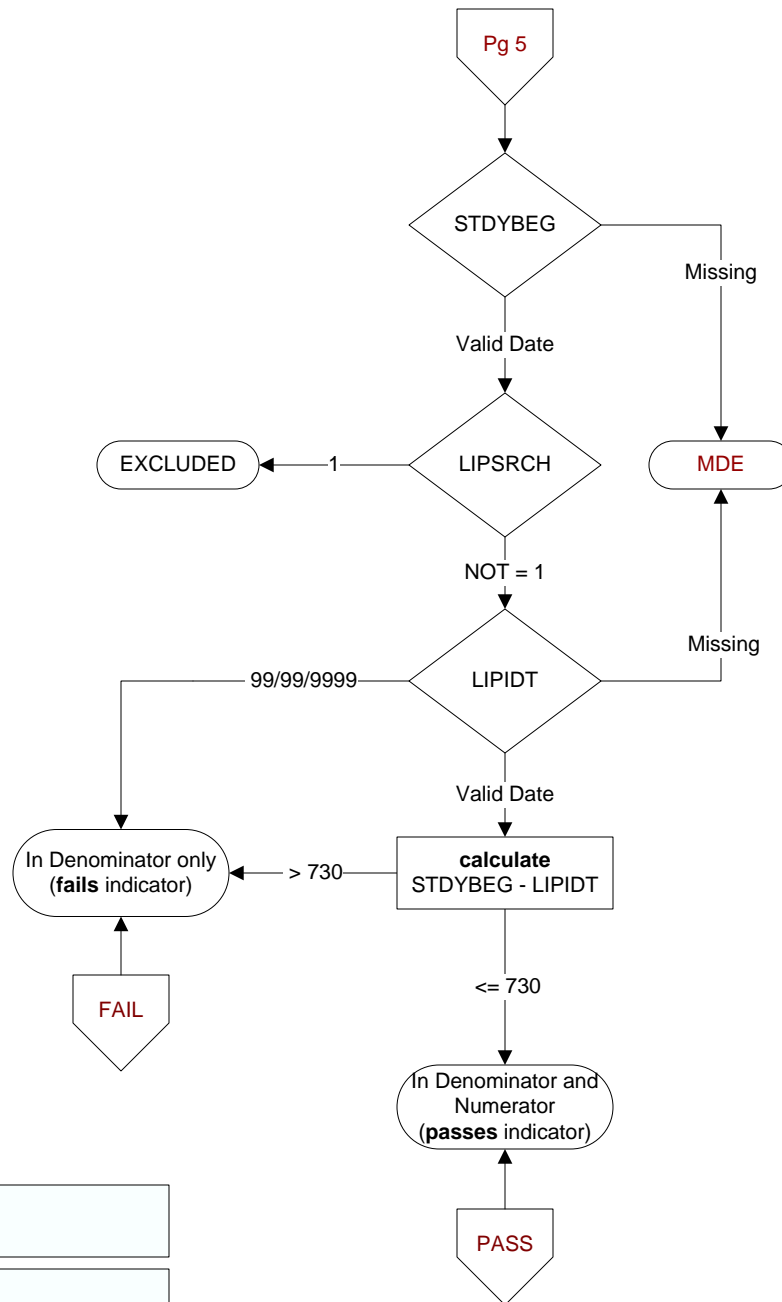 Pg 5
STDYBEG
Missing
Valid Date
EXCLUDED
1
LIPSRCH
MDE
NOT = 1
99/99/9999
LIPIDT
Missing
Valid Date
In Denominator only
(fails indicator)
> 730
calculate
STDYBEG - LIPIDT
FAIL
<= 730
In Denominator and
Numerator
(passes indicator)
PASS